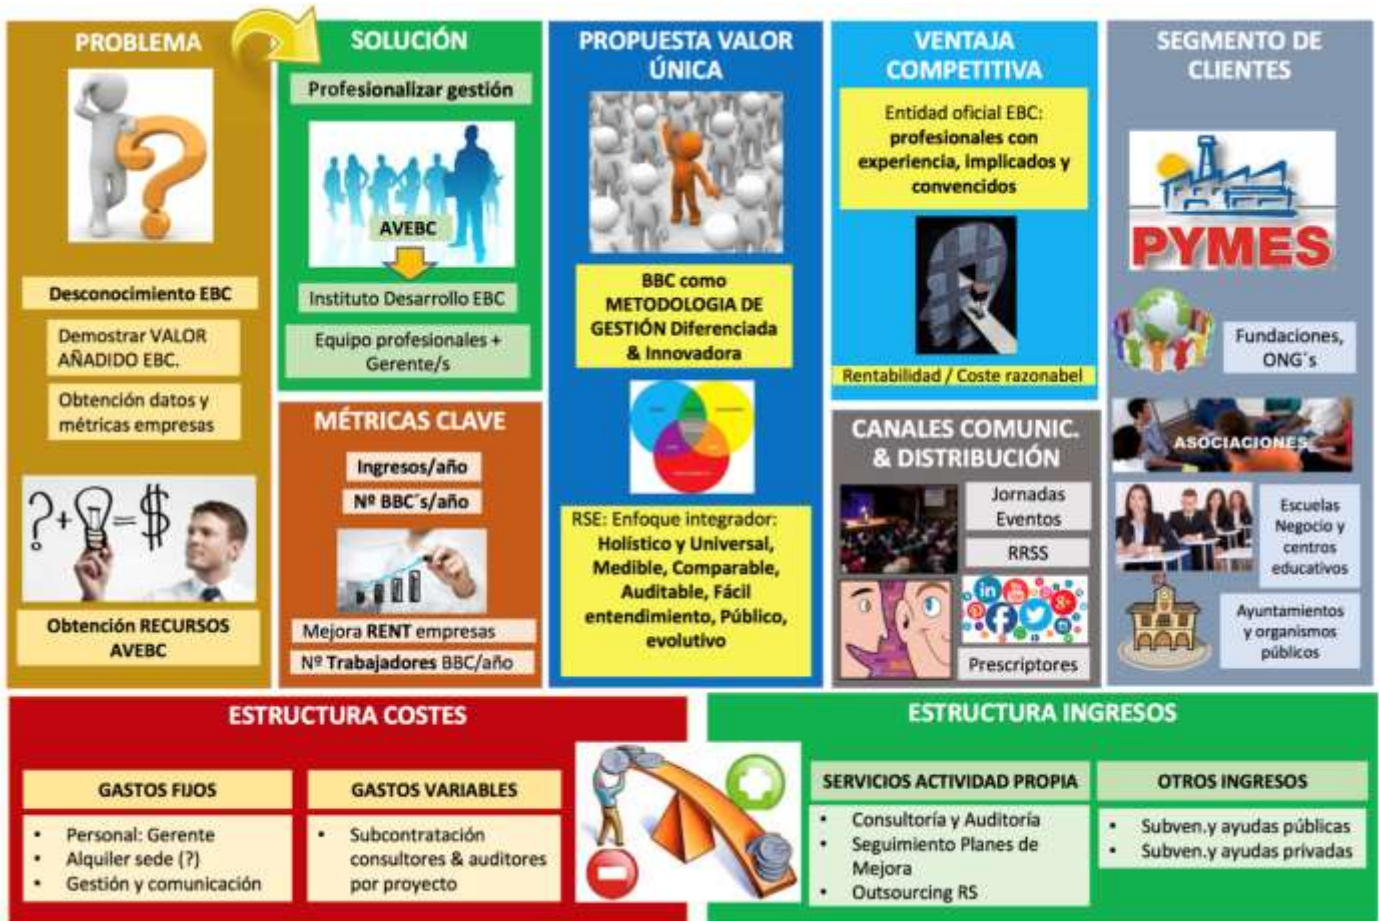 PROBLEMA
Desconocimiento EBC
Demostrar VALOR
AÑADIDO EBC.
Obtención datos y
métricas empresas
?+ = $
Obtención RECURSOS
AVEBC
SOLUCIÓN
Profesionalizar gestión
AVEBC
Instituto Desarrollo EBC
Equipo profesionales +
Gerente/s
MÉTRICAS CLAVE
Ingresos/año
Nº BBC´s/año
Mejora RENT empresas
Nº Trabajadores BBC/año
PROPUESTA VALOR
ÚNICA
BBC como
METODOLOGIA DE
GESTIÓN Diferenciada
& Innovadora
RSE: Enfoque integrador:
Holístico y Universal,
Medible, Comparable,
Auditable, Fácil
entendimiento, Público,
evolutivo
VENTAJA
COMPETITIVA
Entidad oficial EBC:
profesionales con
experiencia, implicados y
convencidos
Rentabilidad / Coste razonabel
CANALES COMUNIC.
& DISTRIBUCIÓN
Jornadas
Eventos
RRSS
Prescriptores
SEGMENTO DE
CLIENTES
PYMES
Fundaciones,
ONG´s
ASOCIACIONES
Escuelas
Negocio y
centros
educativos
Ayuntamientos
y organismos
públicos
ESTRUCTURA COSTES
GASTOS FIJOS
• Personal: Gerente
• Alquiler sede (?)
• Gestión y comunicación
GASTOS VARIABLES
• Subcontratación
consultores & auditores
por proyecto
ESTRUCTURA INGRESOS
SERVICIOS ACTIVIDAD PROPIA
• Consultoría y Auditoría
• Seguimiento Planes de
Mejora
• Outsourcing RS
OTROS INGRESOS
• Subven.y ayudas públicas
• Subven.y ayudas privadas